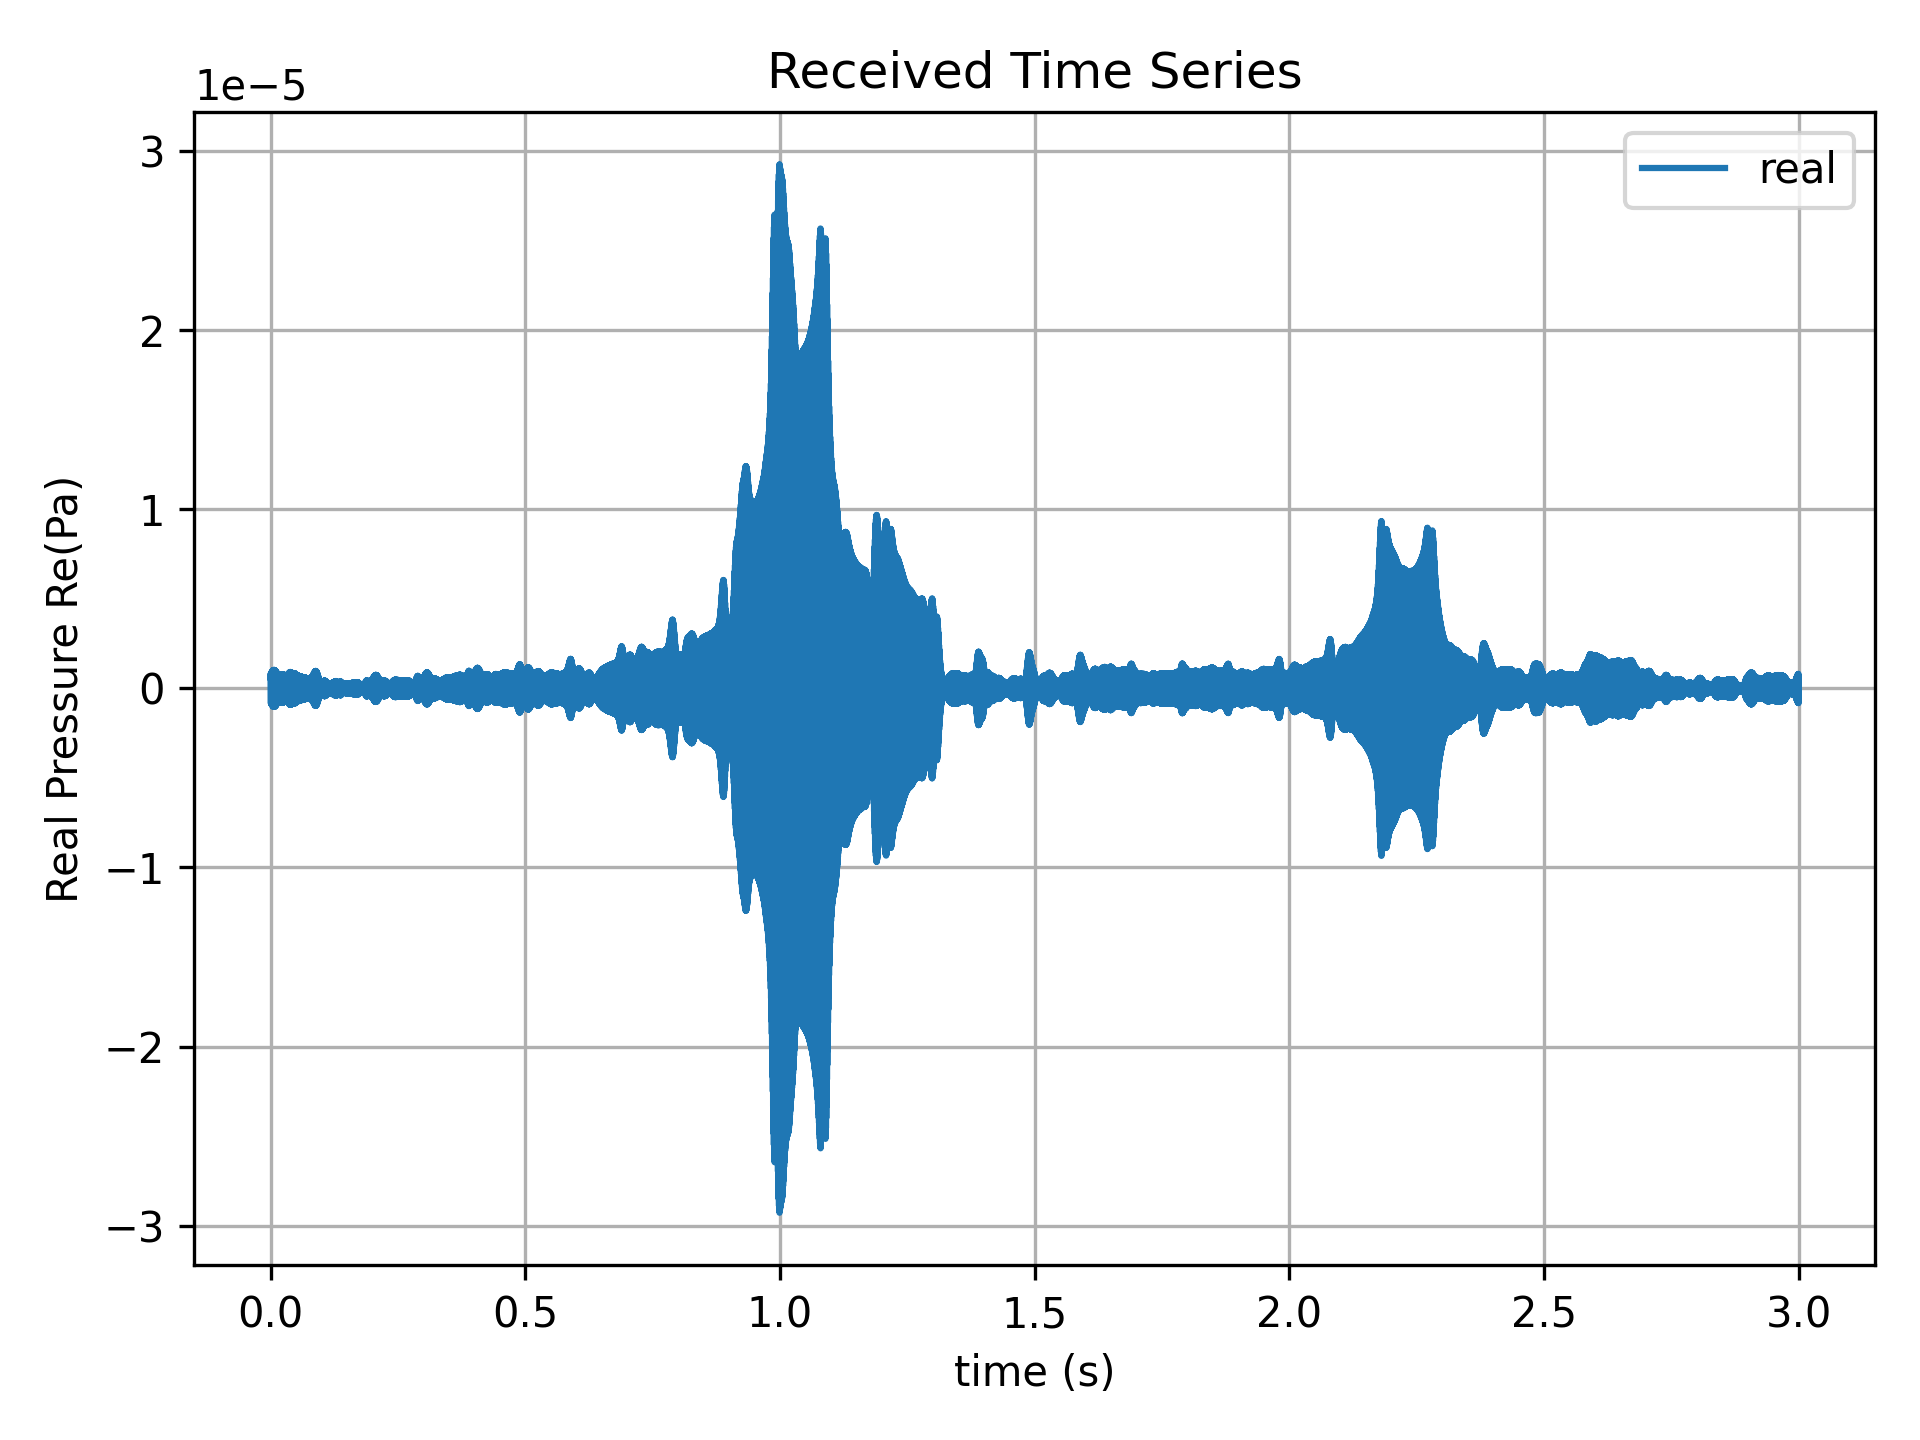 Received Time Series
1e−5
real
3
2
1
0
−1
−2
−3
Real Pressure Re(Pa)
0.0 0.5 1.0 1.5 2.0 2.5 3.0
time (s)